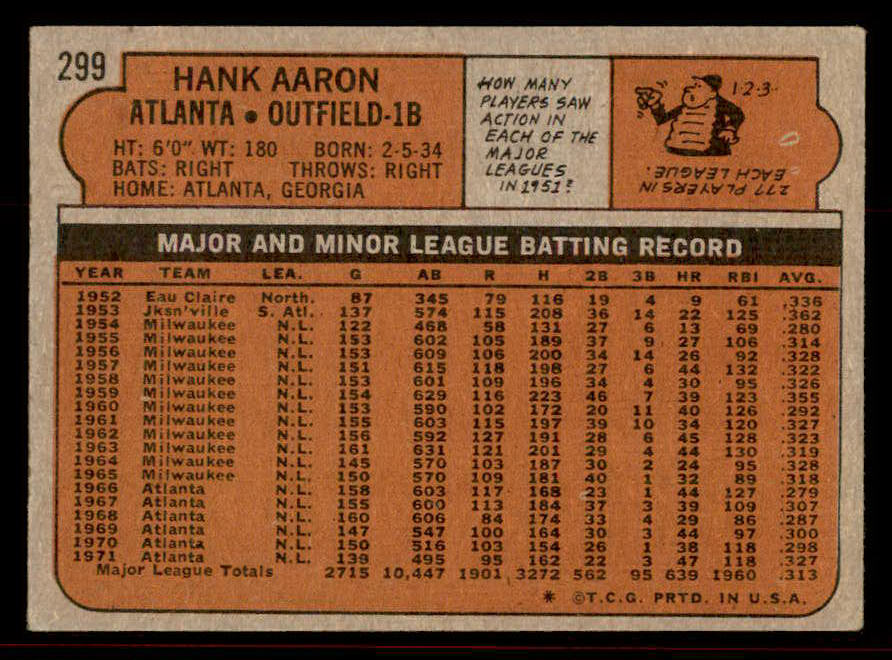 299
HANK AARON
ATLANTA • OUTFIELD-1B
HT: 6'0" WT: 180 BORN: 2-5-34
BATS: RIGHT THROWS: RIGHT
HOME: ATLANTA, GEORGIA
HOW MANY
PLAYERS SAW
ACTION IN
EACH OF THE
MAJOR
LEAGUES
IN 1951?
1-2-3-
277 PLAYERS IN
EACH LEAGUE.
MAJOR AND MINOR LEAGUE BATTING RECORD
YEAR TEAM LEA. G AB R H 2B 3B HR RBI AVG.
1952 Eau Claire North. 87 345 79 116 19 4 9 61 .336
1953 Jksn'ville S. Atl. 137 574 115 208 36 14 22 125 .362
1954 Milwaukee N.L. 122 468 58 131 27 6 13 69 .280
1955 Milwaukee N.L. 153 602 105 189 37 9 27 106 .314
1956 Milwaukee N.L. 153 609 106 200 34 14 26 92 .328
1957 Milwaukee N.L. 151 615 118 198 27 6 44 132 .322
1958 Milwaukee N.L. 153 601 109 196 34 4 30 95 .326
1959 Milwaukee N.L. 154 629 116 223 46 7 39 123 .355
1960 Milwaukee N.L. 153 590 102 172 20 11 40 126 .292
1961 Milwaukee N.L. 155 603 115 197 39 10 34 120 .327
1962 Milwaukee N.L. 156 592 127 191 28 6 45 128 .323
1963 Milwaukee N.L. 161 631 121 201 29 4 44 130 .319
1964 Milwaukee N.L. 145 570 103 187 30 2 24 95 .328
1965 Milwaukee N.L. 150 570 109 181 40 1 32 89 .318
1966 Atlanta N.L. 158 603 117 168 23 1 44 127 .279
1967 Atlanta N.L. 155 600 113 184 37 3 39 109 .307
1968 Atlanta N.L. 160 606 84 174 33 4 29 86 .287
1969 Atlanta N.L. 147 547 100 164 30 3 44 97 .300
1970 Atlanta N.L. 150 516 103 154 26 1 38 118 .298
1971 Atlanta N.L. 139 495 95 162 22 3 47 118 .327
Major League Totals 2715 10,447 1901 3272 562 95 639 1960 .313
* ©T.C.G. PRTD. IN U.S.A.